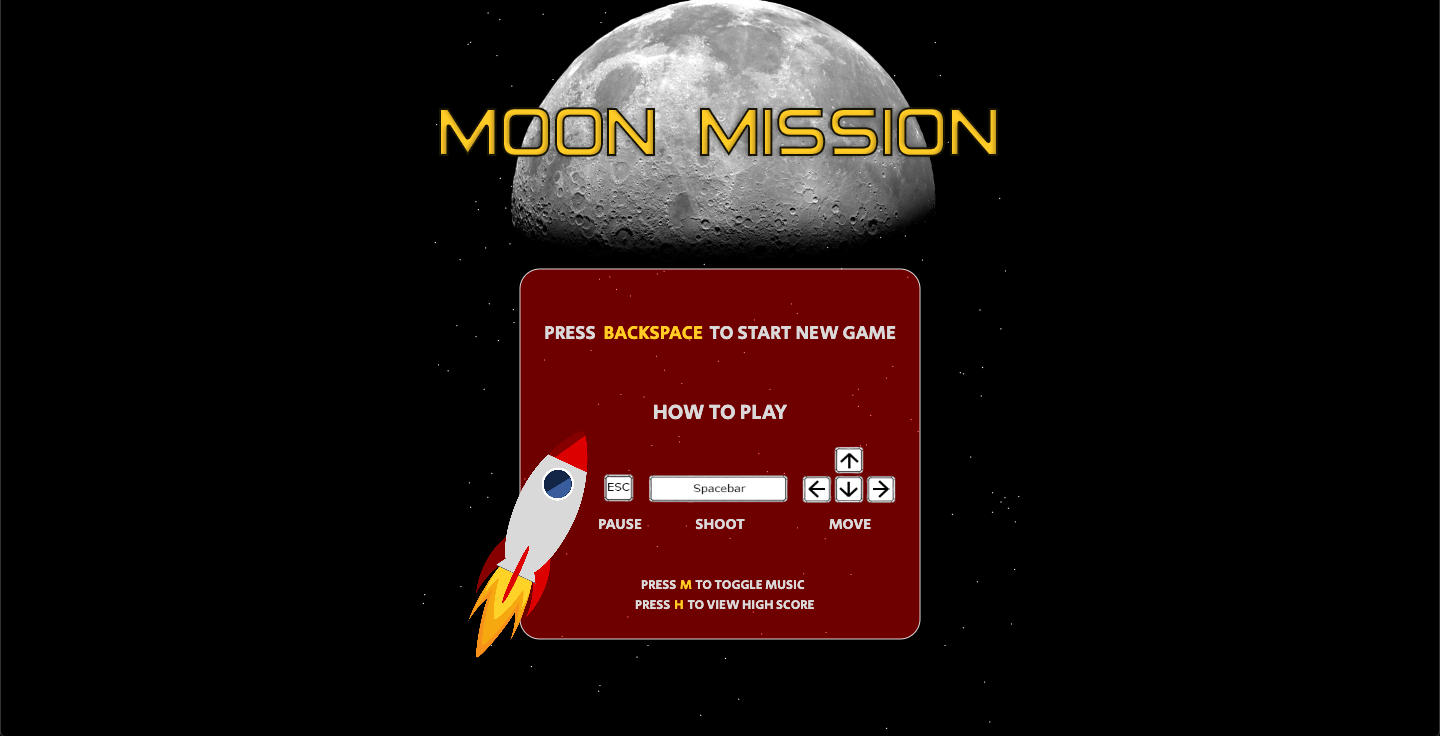 MOON MISSION
PRESS BACKSPACE TO START NEW GAME
HOW TO PLAY
ESC Spacebar
PAUSE SHOOT MOVE
PRESS M TO TOGGLE MUSIC
PRESS H TO VIEW HIGH SCORE